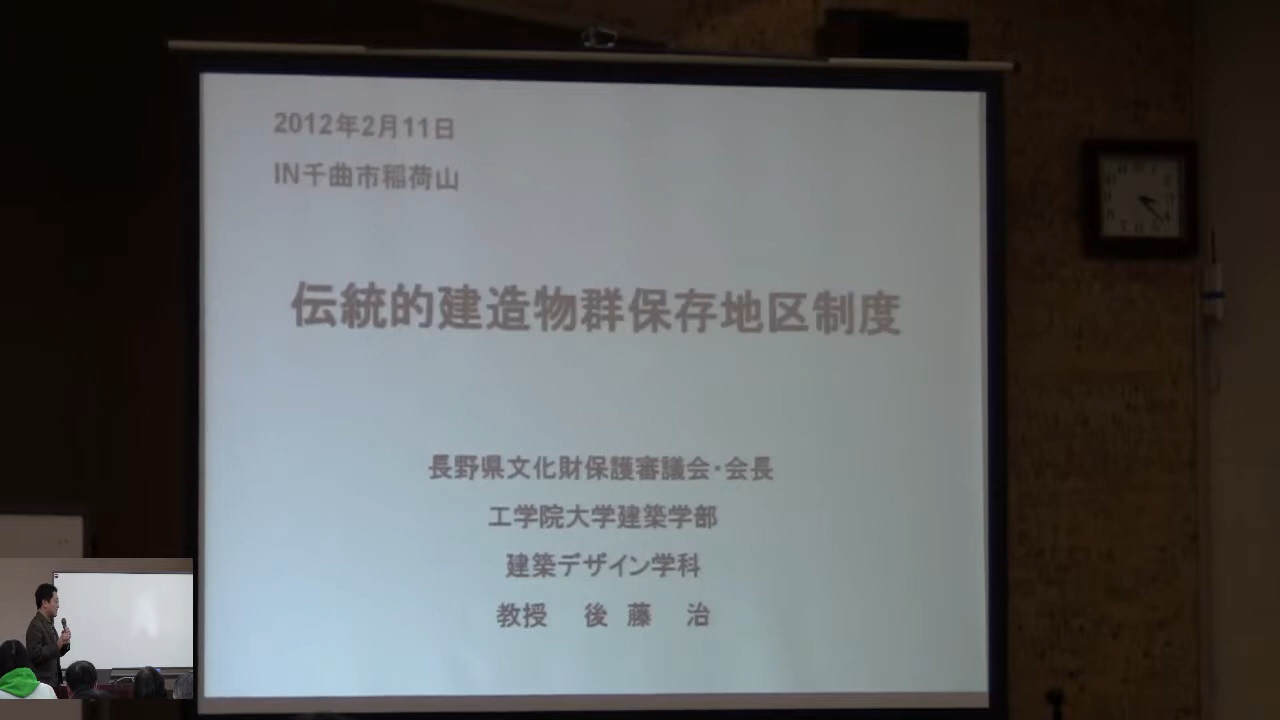 2012年2月11日
IN千曲市稲荷山
伝統的建造物群保存地区制度
長野県文化財保護審議会・会長
工学院大学建築学部
建築デザイン学科
教授　後　藤　治